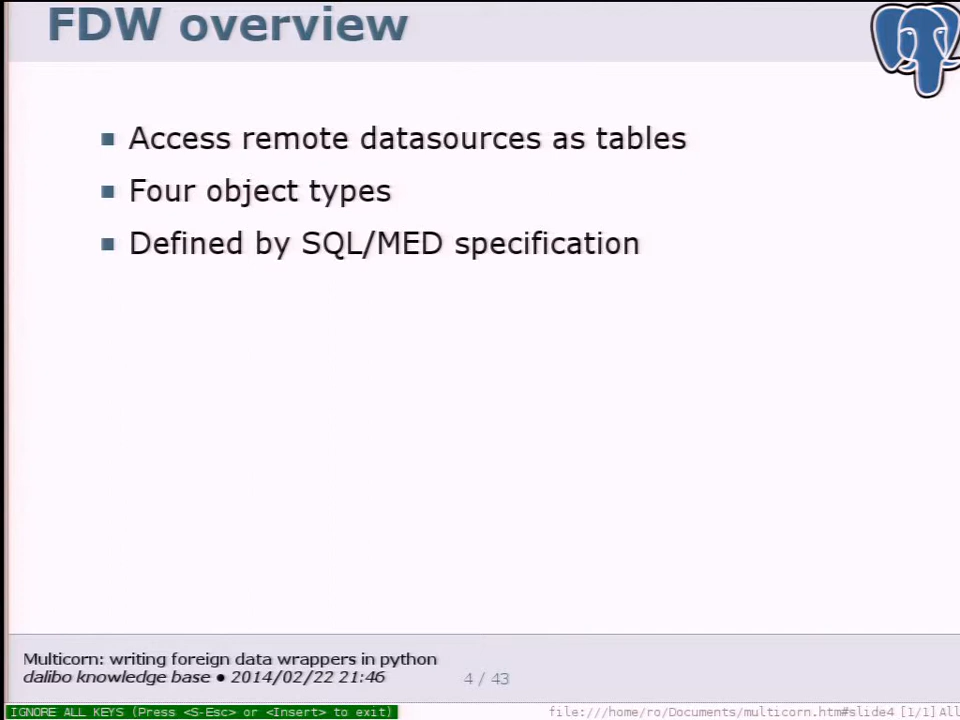 FDW overview
Access remote datasources as tables
Four object types
Defined by SQL/MED specification
Multicorn: writing foreign data wrappers in python
dalibo knowledge base ● 2014/02/22 21:46
4 / 43
IGNORE ALL KEYS (Press <S-Esc> or <Insert> to exit)
file:///home/ro/Documents/multicorn.htm#slide4 [1/1] All